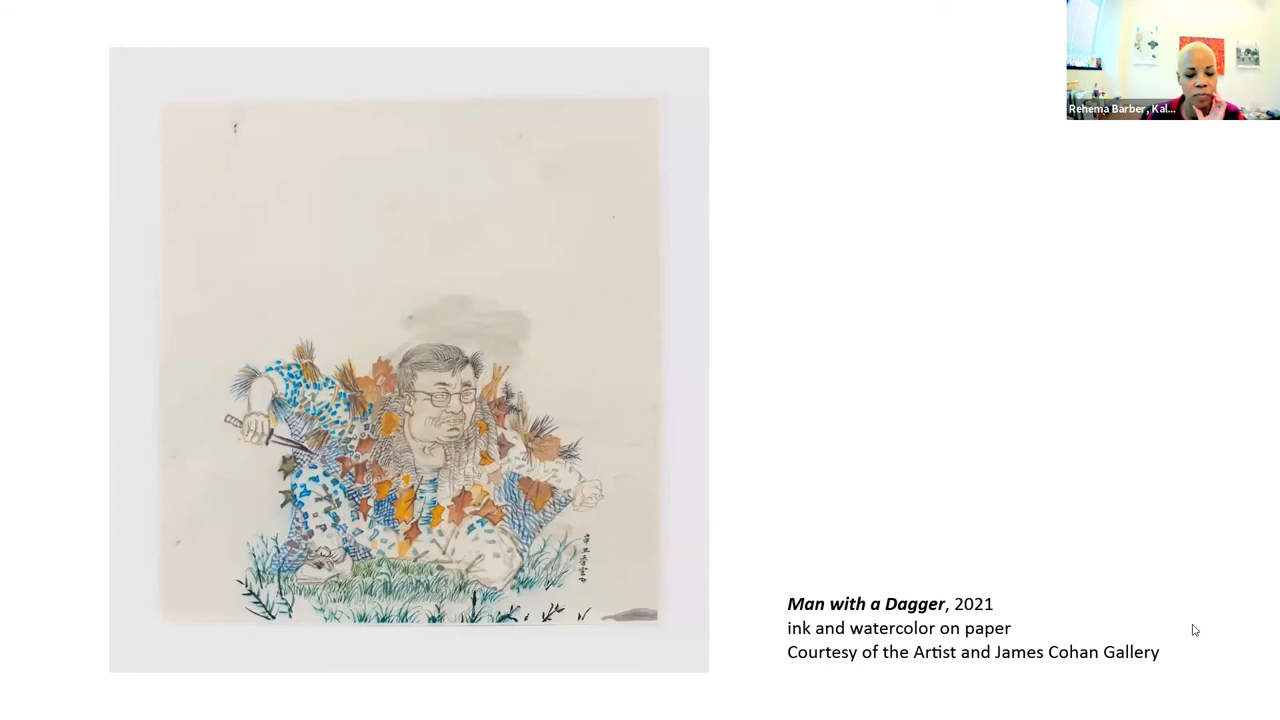 Rehema Barber, Kal...
Man with a Dagger, 2021
ink and watercolor on paper
Courtesy of the Artist and James Cohan Gallery